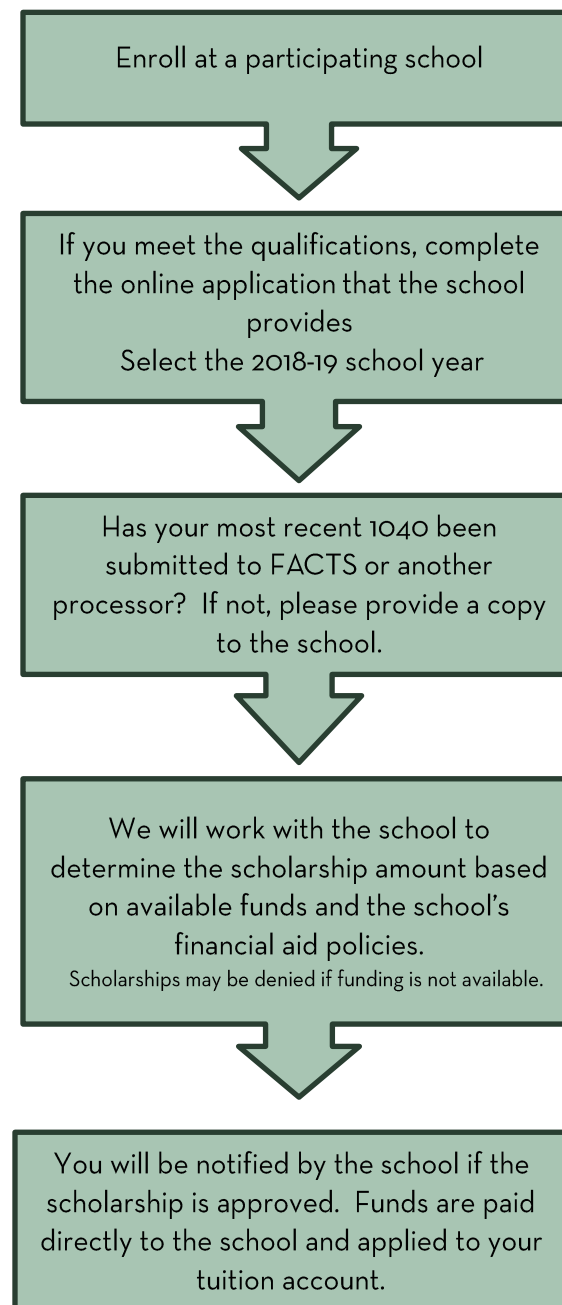 Enroll at a participating school
If you meet the qualifications, complete
the online application that the school
provides
Select the 2018-19 school year
Has your most recent 1040 been
submitted to FACTS or another
processor?  If not, please provide a copy
to the school.
We will work with the school to
determine the scholarship amount based
on available funds and the school’s
financial aid policies.
Scholarships may be denied if funding is not available.
You will be notified by the school if the
scholarship is approved.  Funds are paid
directly to the school and applied to your
tuition account.